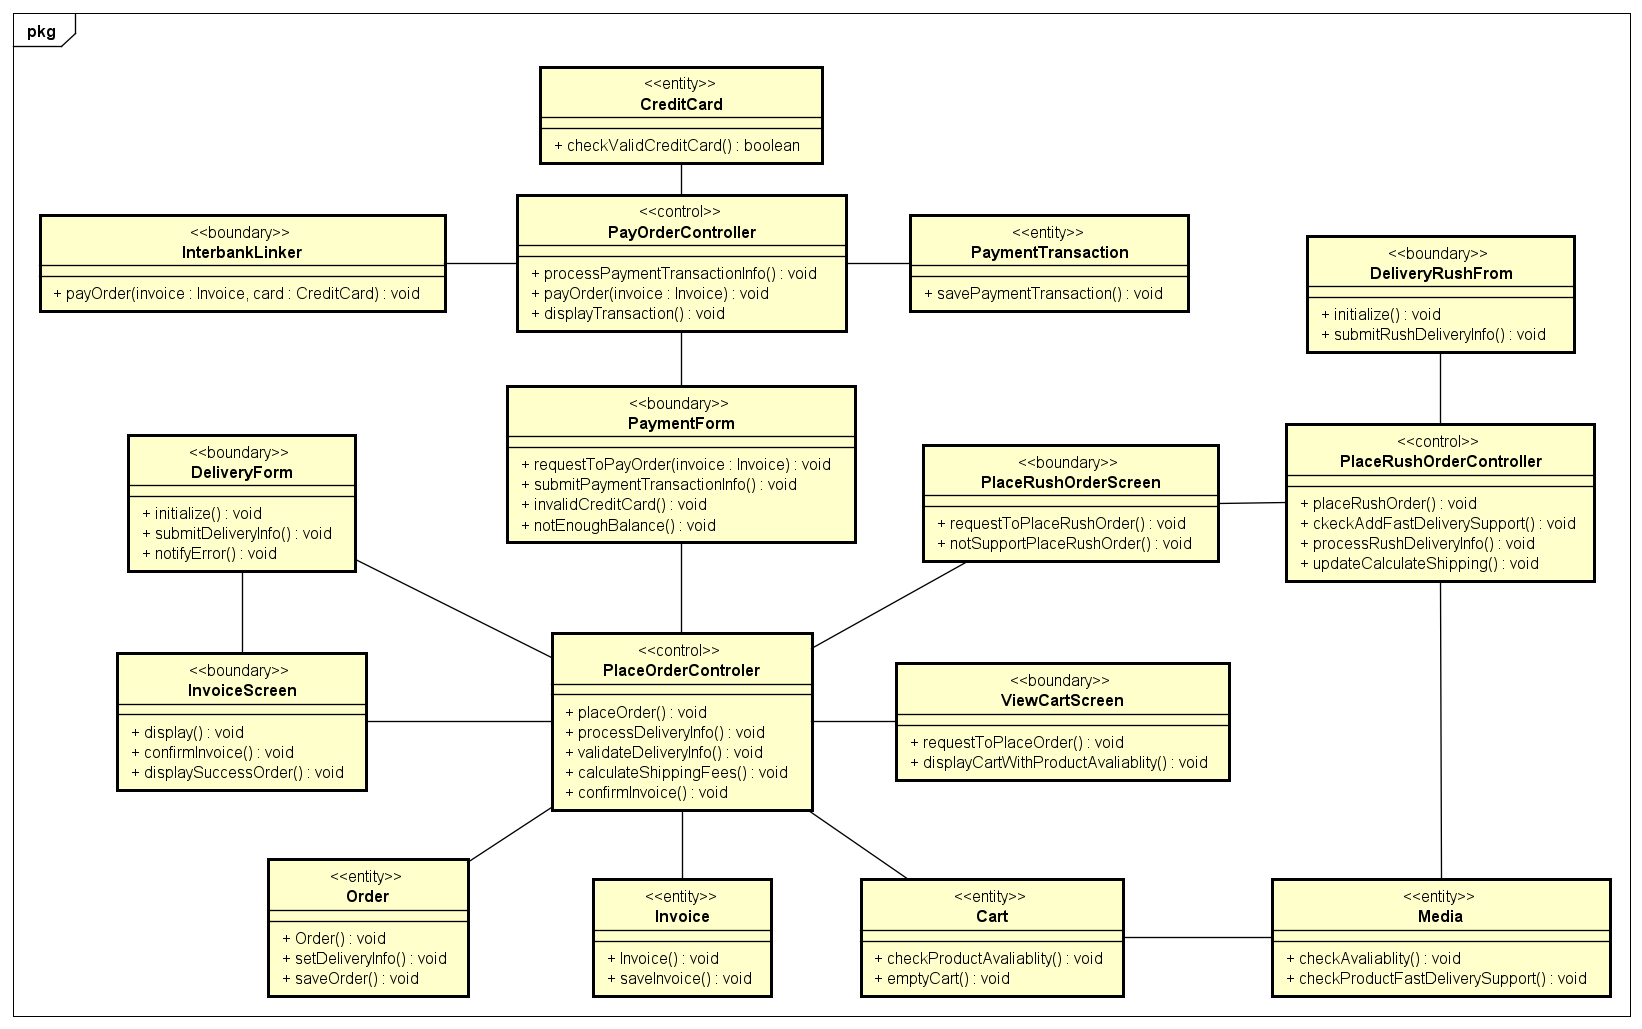 pkg
<<entity>>
CreditCard
+ checkValidCreditCard() : boolean
<<boundary>>
InterbankLinker
+ payOrder(invoice : Invoice, card : CreditCard) : void
<<control>>
PayOrderController
+ processPaymentTransactionInfo() : void
+ payOrder(invoice : Invoice) : void
+ displayTransaction() : void
<<entity>>
PaymentTransaction
+ savePaymentTransaction() : void
<<boundary>>
DeliveryRushFrom
+ initialize() : void
+ submitRushDeliveryInfo() : void
<<boundary>>
PaymentForm
+ requestToPayOrder(invoice : Invoice) : void
+ submitPaymentTransactionInfo() : void
+ invalidCreditCard() : void
+ notEnoughBalance() : void
<<boundary>>
DeliveryForm
+ initialize() : void
+ submitDeliveryInfo() : void
+ notifyError() : void
<<boundary>>
PlaceRushOrderScreen
+ requestToPlaceRushOrder() : void
+ notSupportPlaceRushOrder() : void
<<control>>
PlaceRushOrderController
+ placeRushOrder() : void
+ ckeckAddFastDeliverySupport() : void
+ processRushDeliveryInfo() : void
+ updateCalculateShipping() : void
<<boundary>>
InvoiceScreen
+ display() : void
+ confirmInvoice() : void
+ displaySuccessOrder() : void
<<control>>
PlaceOrderControler
+ placeOrder() : void
+ processDeliveryInfo() : void
+ validateDeliveryInfo() : void
+ calculateShippingFees() : void
+ confirmInvoice() : void
<<boundary>>
ViewCartScreen
+ requestToPlaceOrder() : void
+ displayCartWithProductAvaliablity() : void
<<entity>>
Order
+ Order() : void
+ setDeliveryInfo() : void
+ saveOrder() : void
<<entity>>
Invoice
+ Invoice() : void
+ saveInvoice() : void
<<entity>>
Cart
+ checkProductAvaliablity() : void
+ emptyCart() : void
<<entity>>
Media
+ checkAvaliablity() : void
+ checkProductFastDeliverySupport() : void